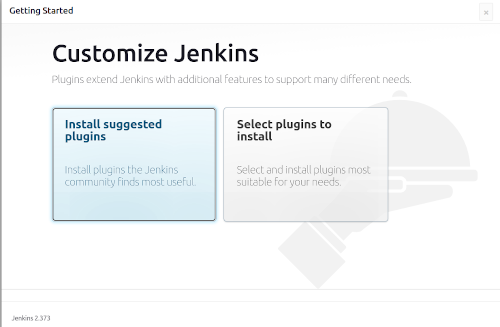 Getting Started
Customize Jenkins
Plugins extend Jenkins with additional features to support many different needs.
Install suggested
plugins
Install plugins the Jenkins
community finds most useful.
Select plugins to
install
Select and install plugins most
suitable for your needs.
Jenkins 2.373